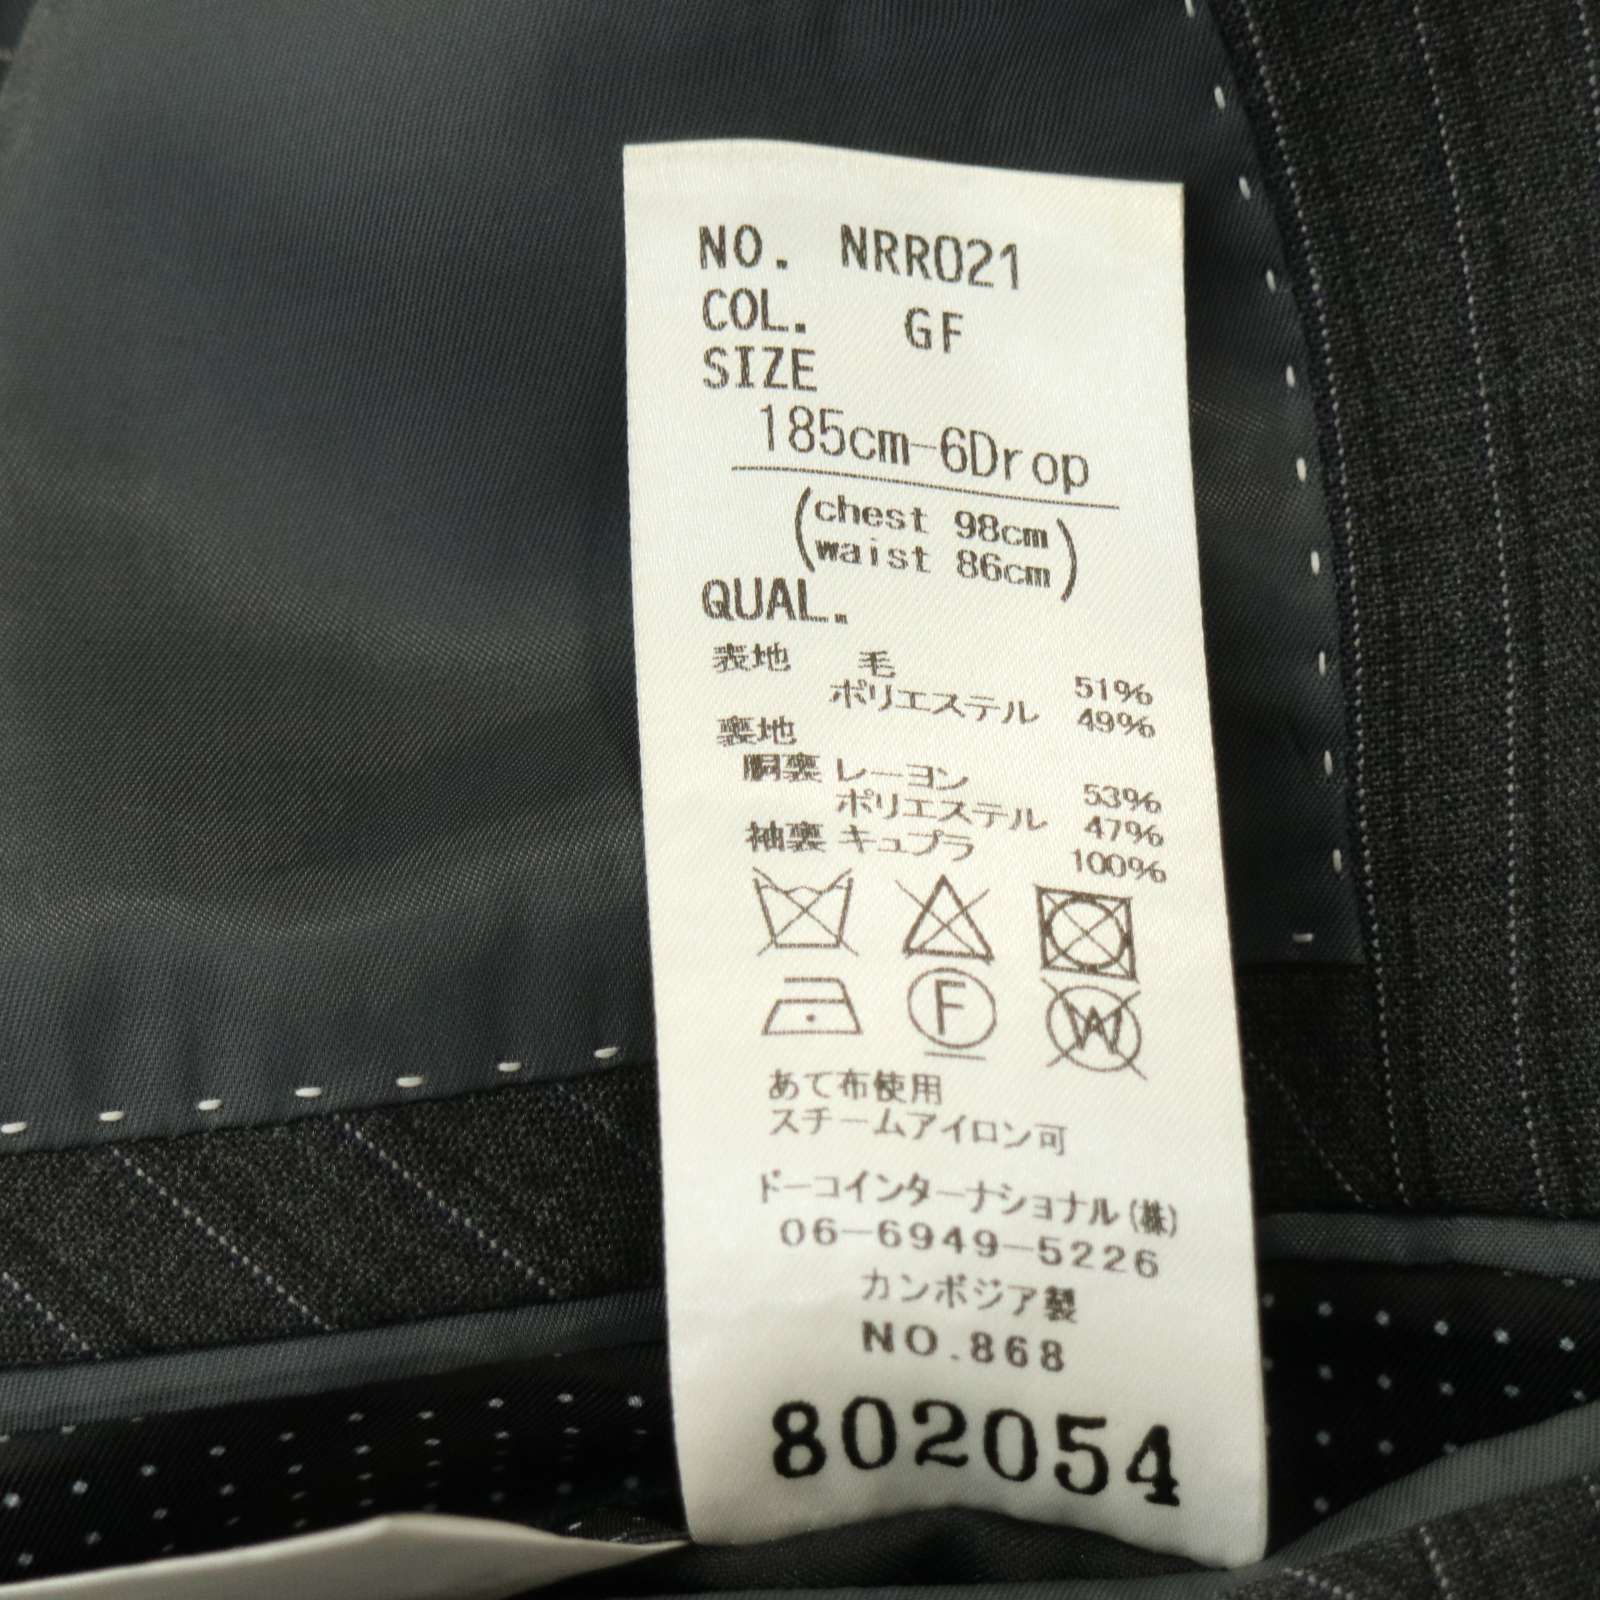 NO. NRR021
COL. GF
SIZE
185cm-6Drop
(chest 98cm
waist 86cm)
QUAL.
表地 毛 51%
ポリエステル 49%
裏地
胴裏 レーヨン 53%
ポリエステル 47%
袖裏 キュプラ 100%
F W
あて布使用
スチームアイロン可
ドーコインターナショナル(株)
06-6949-5226
カンボジア製
NO.868
802054